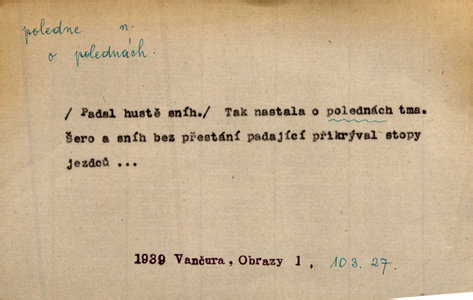 poledne n.
o polednách.
/ Padal hustě sníh./ Tak nastala o polednách tma.
Šero a sníh bez přestání padající přikrýval stopy
jezdců ...
1939 Vančura, Obrazy 1, 103.27.